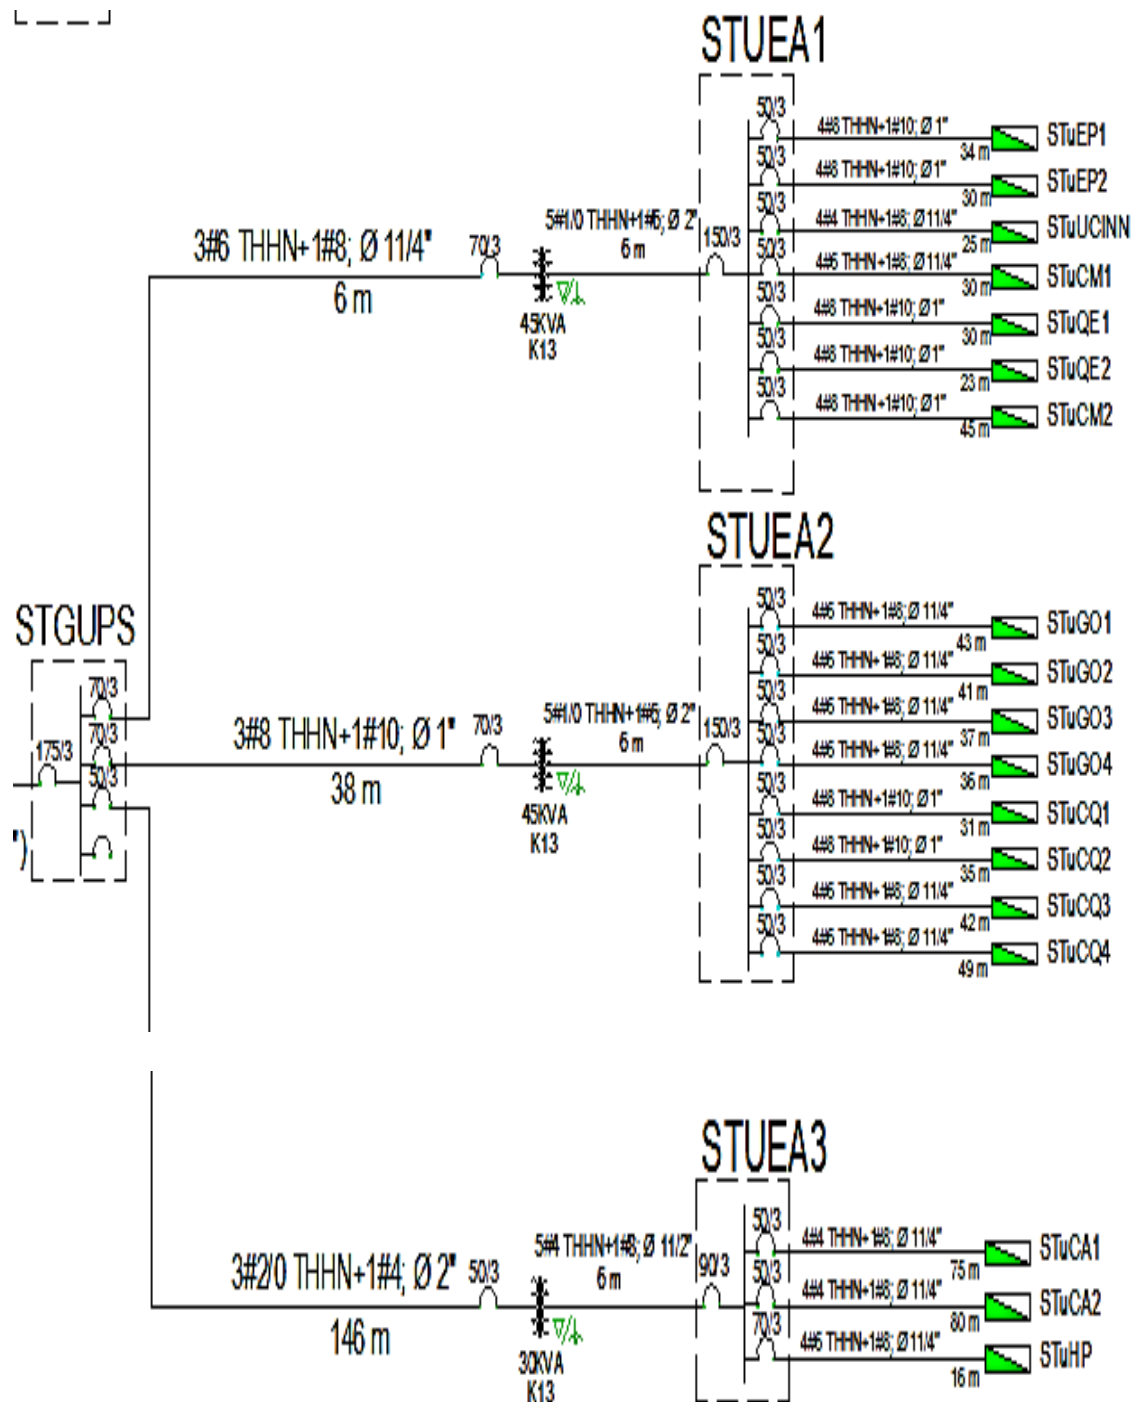 STUEA1
50/3
4#8 THHN+1#10; Ø 1"
34 m
STuEP1
50/3
4#8 THHN+1#10; Ø1"
30 m
STuEP2
50/3
4#4 THHN+1#8; Ø11/4"
25 m
STuUCINN
50/3
4#6 THHN+1#8; Ø11/4"
30 m
STuCM1
50/3
4#8 THHN+1#10; Ø1"
30 m
STuQE1
50/3
4#8 THHN+1#10; Ø1"
23 m
STuQE2
50/3
4#8 THHN+1#10; Ø1"
45 m
STuCM2
3#6 THHN+1#8; Ø 11/4"
6 m
70/3
45KVA
K13
5#1/0 THHN+1#6; Ø 2"
6 m
150/3
STUEA2
50/3
4#6 THHN+1#8; Ø 11/4"
43 m
STuGO1
50/3
4#6 THHN+1#8; Ø 11/4"
41 m
STuGO2
50/3
4#6 THHN+1#8; Ø 11/4"
37 m
STuGO3
50/3
4#6 THHN+1#8; Ø 11/4"
36 m
STuGO4
50/3
4#8 THHN+1#10; Ø1"
31 m
STuCQ1
50/3
4#8 THHN+1#10; Ø 1"
35 m
STuCQ2
50/3
4#6 THHN+1#8; Ø 11/4"
42 m
STuCQ3
50/3
4#6 THHN+1#8; Ø 11/4"
49 m
STuCQ4
STGUPS
175/3
70/3
70/3
50/3
")
3#8 THHN+1#10; Ø 1"
38 m
70/3
45KVA
K13
5#1/0 THHN+1#6; Ø 2"
6 m
150/3
STUEA3
50/3
4#4 THHN+1#8; Ø 11/4"
75 m
STuCA1
50/3
4#4 THHN+1#8; Ø 11/4"
80 m
STuCA2
70/3
4#6 THHN+1#8; Ø11/4"
16 m
STuHP
3#2/0 THHN+1#4; Ø 2"
146 m
50/3
30KVA
K13
5#4 THHN+1#8; Ø 11/2"
6 m
90/3